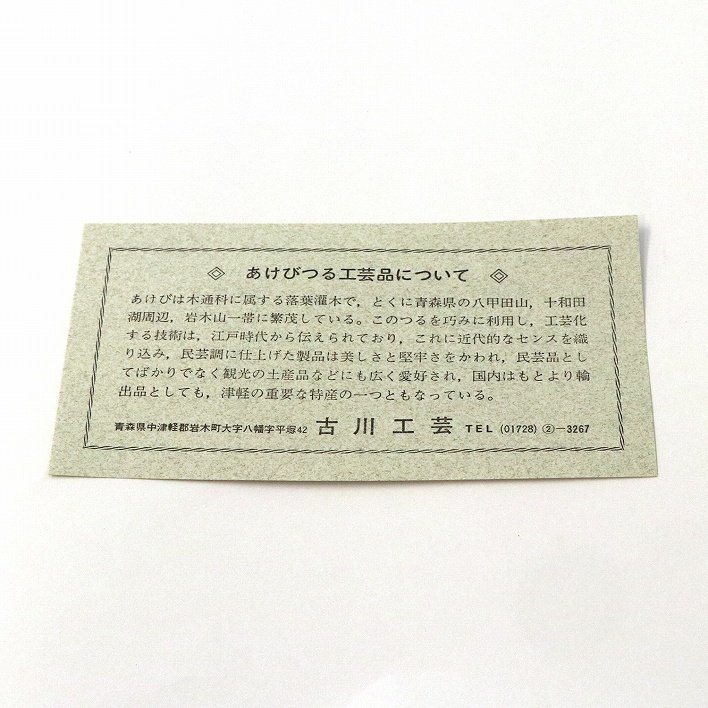 ◇ あけびつる工芸品について ◇
あけびは木通科に属する落葉灌木で，とくに青森県の八甲田山，十和田
湖周辺，岩木山一帯に繁茂している。このつるを巧みに利用し，工芸化
する技術は，江戸時代から伝えられており，これに近代的なセンスを織
り込み，民芸調に仕上げた製品は美しさと堅牢さをかわれ，民芸品とし
てばかりでなく観光の土産品などにも広く愛好され，国内はもとより輸
出品としても，津軽の重要な特産の一つともなっている。
青森県中津軽郡岩木町大字八幡字平塚42 古川工芸 TEL (01728) ②―3267